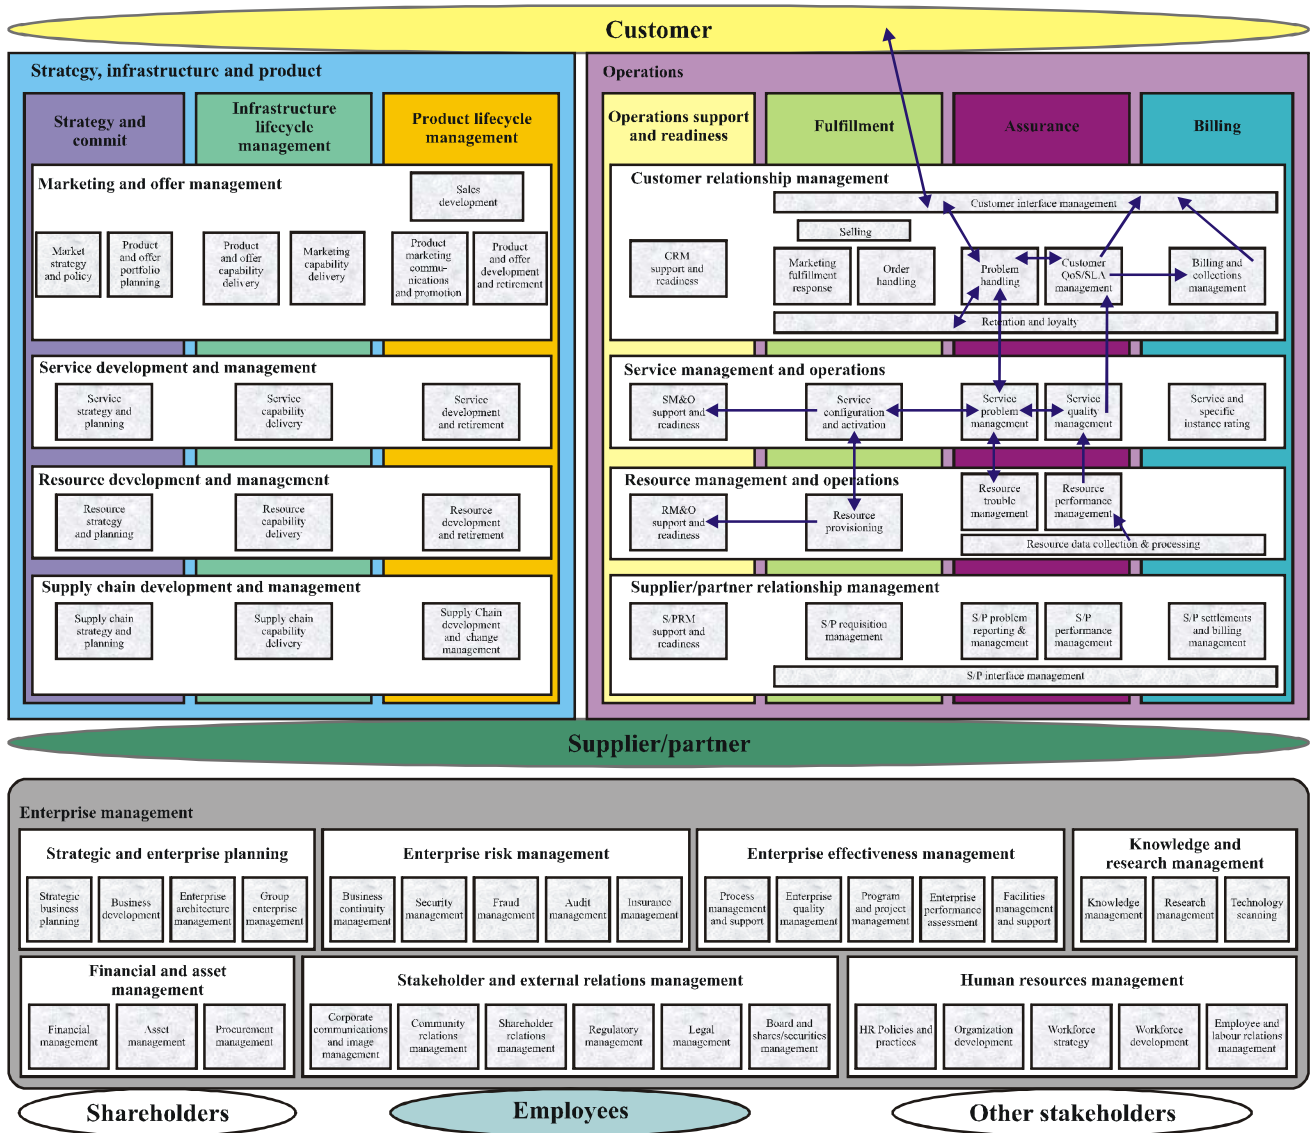 Customer
Strategy, infrastructure and product
Strategy and
commit
Infrastructure
lifecycle
management
Product lifecycle
management
Marketing and offer management
Sales
development
Market
strategy
and policy
Product
and offer
portfolio
planning
Product
and offer
capability
delivery
Marketing
capability
delivery
Product
marketing
commu-
nications
and promotion
Product
and offer
development
and retirement
Service development and management
Service
strategy and
planning
Service
capability
delivery
Service
development
and retirement
Resource development and management
Resource
strategy
and planning
Resource
capability
delivery
Resource
development
and retirement
Supply chain development and management
Supply chain
strategy and
planning
Supply chain
capability
delivery
Supply Chain
development
and change
management
Operations
Operations support
and readiness
Fulfillment
Assurance
Billing
Customer relationship management
Customer interface management
Selling
CRM
support and
readiness
Marketing
fulfillment
response
Order
handling
Problem
handling
Customer
QoS/SLA
management
Billing and
collections
management
Retention and loyalty
Service management and operations
SM&O
support and
readiness
Service
configuration
and activation
Service
problem
management
Service
quality
management
Service and
specific
instance rating
Resource management and operations
RM&O
support and
readiness
Resource
provisioning
Resource
trouble
management
Resource
performance
management
Resource data collection & processing
Supplier/partner relationship management
S/PRM
support and
readiness
S/P requisition
management
S/P problem
reporting &
management
S/P
performance
management
S/P settlements
and billing
management
S/P interface management
Supplier/partner
Enterprise management
Strategic and enterprise planning
Strategic
business
planning
Business
development
Enterprise
architecture
management
Group
enterprise
management
Enterprise risk management
Business
continuity
management
Security
management
Fraud
management
Audit
management
Insurance
management
Enterprise effectiveness management
Process
management
and support
Enterprise
quality
management
Program
and project
management
Enterprise
performance
assessment
Facilities
management
and support
Knowledge and
research management
Knowledge
management
Research
management
Technology
scanning
Financial and asset
management
Financial
management
Asset
management
Procurement
management
Stakeholder and external relations management
Corporate
communications
and image
management
Community
relations
management
Shareholder
relations
management
Regulatory
management
Legal
management
Board and
shares/securities
management
Human resources management
HR Policies and
practices
Organization
development
Workforce
strategy
Workforce
development
Employee and
labour relations
management
Shareholders
Employees
Other stakeholders